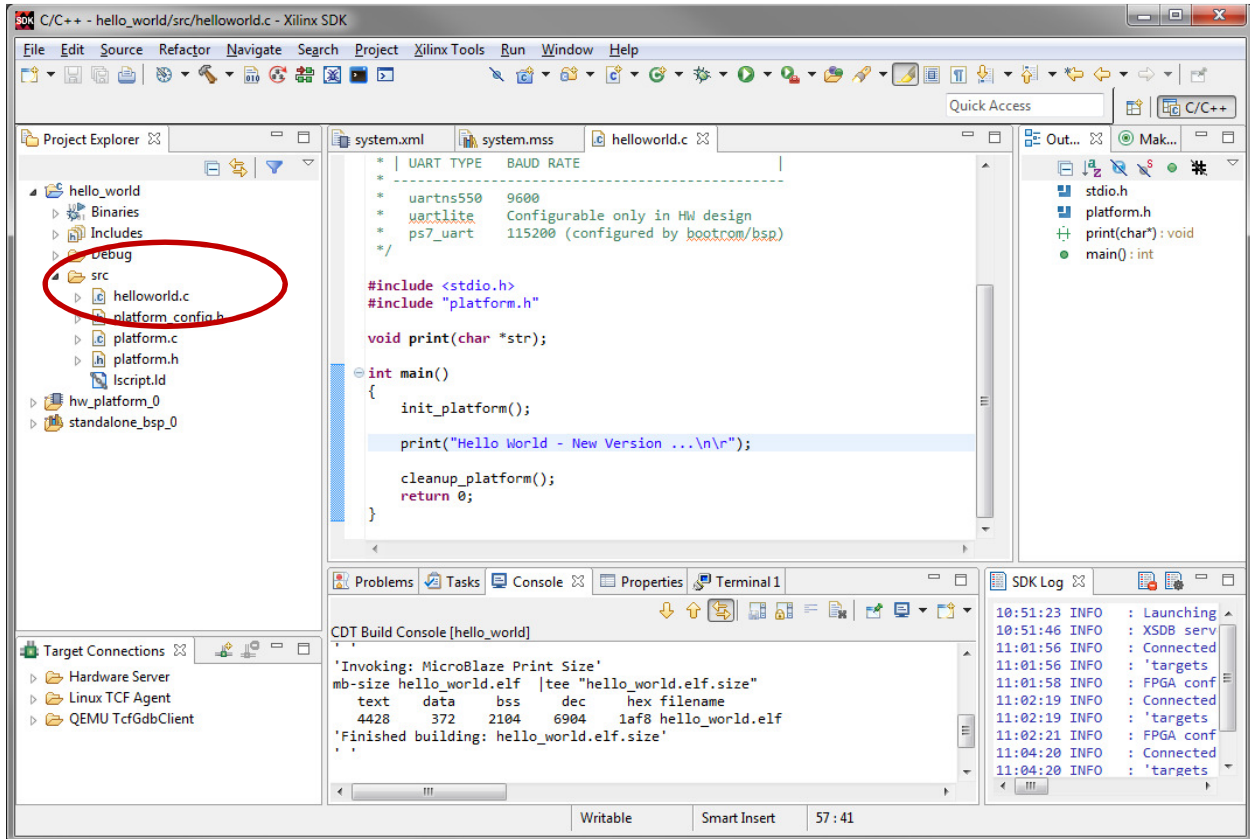 SDK C/C++ - hello_world/src/helloworld.c - Xilinx SDK
File Edit Source Refactor Navigate Search Project Xilinx Tools Run Window Help
Quick Access
C/C++
Project Explorer
hello_world
Binaries
Includes
Debug
src
helloworld.c
platform_config.h
platform.c
platform.h
lscript.ld
hw_platform_0
standalone_bsp_0
Target Connections
Hardware Server
Linux TCF Agent
QEMU TcfGdbClient
system.xml system.mss helloworld.c
* | UART TYPE   BAUD RATE                        |
* ------------------------------------------------
*   uartns550   9600
*   uartlite    Configurable only in HW design
*   ps7_uart    115200 (configured by bootrom/bsp)
*/
#include <stdio.h>
#include "platform.h"
void print(char *str);
int main()
{
    init_platform();
    print("Hello World - New Version ...\n\r");
    cleanup_platform();
    return 0;
}
Out... Mak...
stdio.h
platform.h
print(char*) : void
main() : int
Problems Tasks Console Properties Terminal 1
CDT Build Console [hello_world]
' '
'Invoking: MicroBlaze Print Size'
mb-size hello_world.elf  |tee "hello_world.elf.size"
   text    data     bss     dec     hex filename
   4428     372    2104    6904    1af8 hello_world.elf
'Finished building: hello_world.elf.size'
' '
SDK Log
10:51:23 INFO  : Launching
10:51:46 INFO  : XSDB serv
11:01:56 INFO  : Connected
11:01:56 INFO  : 'targets
11:01:58 INFO  : FPGA conf
11:02:19 INFO  : Connected
11:02:19 INFO  : 'targets
11:02:21 INFO  : FPGA conf
11:04:20 INFO  : Connected
11:04:20 INFO  : 'targets
Writable Smart Insert 57 : 41